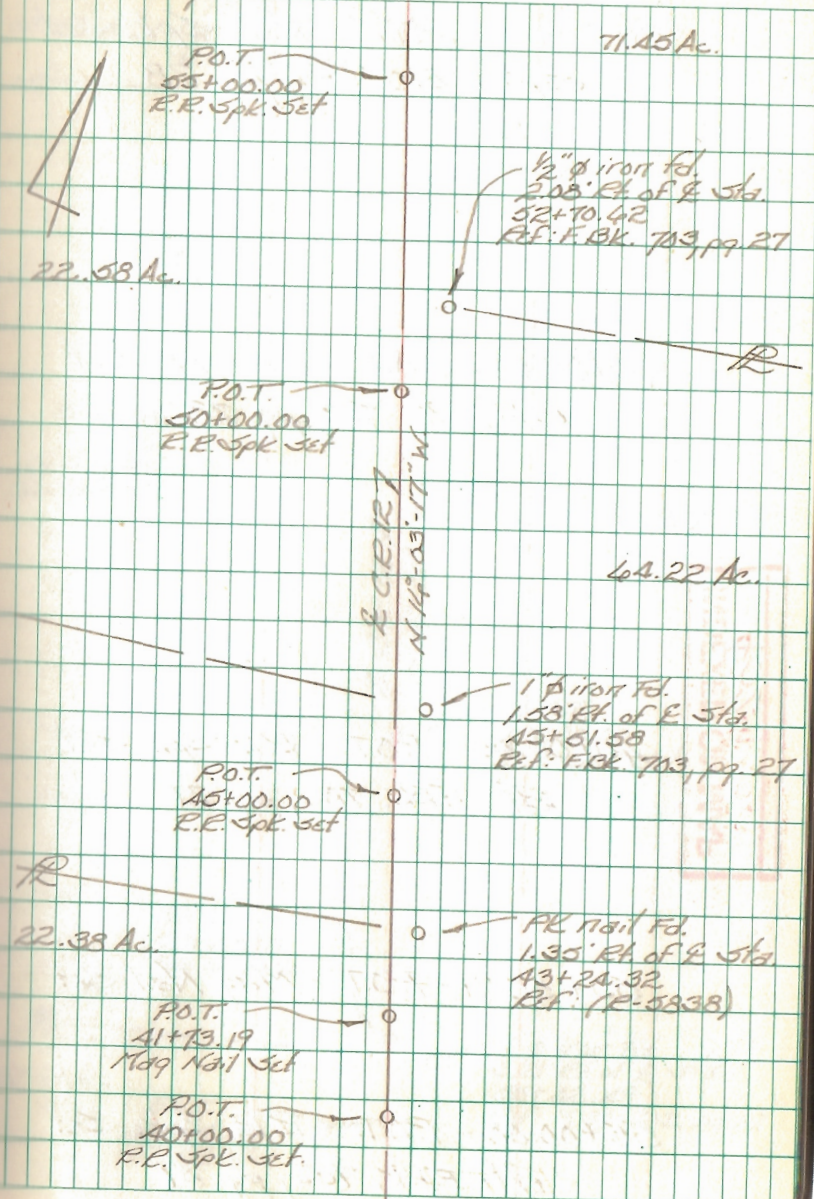 71.45 Ac.
P.O.T.
55+00.00
R.R. Spk. Set
1/2" ϕ iron Fd.
2.08' Rt. of ℄ Sta.
52+70.62
Ref: F.BK. 703, pg. 27
22.58 Ac.
PL
P.O.T.
50+00.00
R.R. Spk. Set
℄ C.R. 127
N 14°-03'-17" W
64.22 Ac.
1" ϕ iron Fd.
1.58' Rt. of ℄ Sta.
45+61.58
Ref: F.BK. 703, pg. 27
P.O.T.
45+00.00
R.R. Spk. Set
PL
PK Nail Fd.
1.35' Rt. of ℄ Sta.
43+24.32
Ref: (R-5838)
22.38 Ac.
P.O.T.
41+73.19
Mag Nail Set
P.O.T.
40+00.00
R.R. Spk. Set.